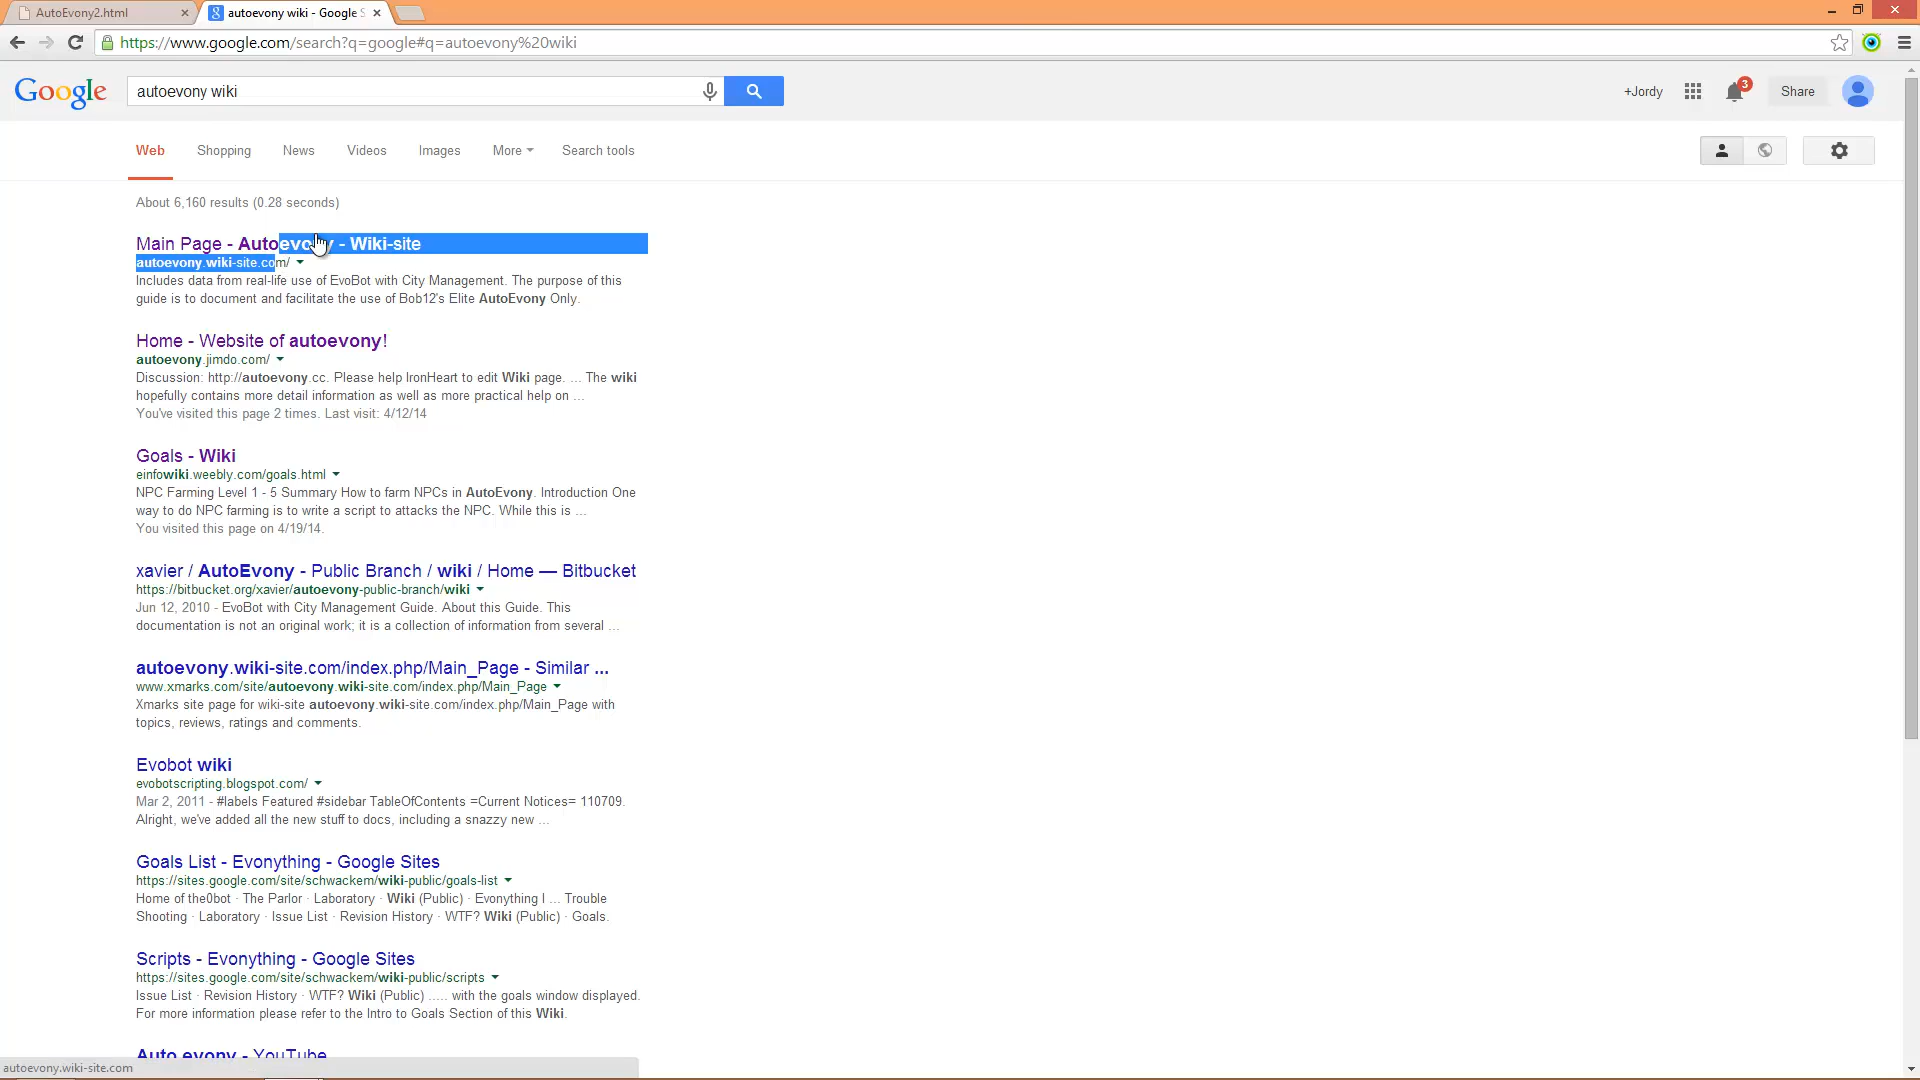 AutoEvony2.html
autoevony wiki - Google S
https://www.google.com/search?q=google#q=autoevony%20wiki
Google
autoevony wiki
+Jordy
3
Share
Web
Shopping
News
Videos
Images
More
Search tools
About 6,160 results (0.28 seconds)
Main Page - Autoevony - Wiki-site
autoevony.wiki-site.com/
Includes data from real-life use of EvoBot with City Management. The purpose of this
guide is to document and facilitate the use of Bob12's Elite AutoEvony Only.
Home - Website of autoevony!
autoevony.jimdo.com/
Discussion: http://autoevony.cc. Please help IronHeart to edit Wiki page. ... The wiki
hopefully contains more detail information as well as more practical help on ...
You've visited this page 2 times. Last visit: 4/12/14
Goals - Wiki
einfowiki.weebly.com/goals.html
NPC Farming Level 1 - 5 Summary How to farm NPCs in AutoEvony. Introduction One
way to do NPC farming is to write a script to attacks the NPC. While this is ...
You visited this page on 4/19/14.
xavier / AutoEvony - Public Branch / wiki / Home — Bitbucket
https://bitbucket.org/xavier/autoevony-public-branch/wiki
Jun 12, 2010 - EvoBot with City Management Guide. About this Guide. This
documentation is not an original work; it is a collection of information from several ...
autoevony.wiki-site.com/index.php/Main_Page - Similar ...
www.xmarks.com/site/autoevony.wiki-site.com/index.php/Main_Page
Xmarks site page for wiki-site autoevony.wiki-site.com/index.php/Main_Page with
topics, reviews, ratings and comments.
Evobot wiki
evobotscripting.blogspot.com/
Mar 2, 2011 - #labels Featured #sidebar TableOfContents =Current Notices= 110709.
Alright, we've added all the new stuff to docs, including a snazzy new ...
Goals List - Evonything - Google Sites
https://sites.google.com/site/schwackem/wiki-public/goals-list
Home of the0bot · The Parlor · Laboratory · Wiki (Public) · Evonything I ... Trouble
Shooting · Laboratory · Issue List · Revision History · WTF? Wiki (Public) · Goals.
Scripts - Evonything - Google Sites
https://sites.google.com/site/schwackem/wiki-public/scripts
Issue List · Revision History · WTF? Wiki (Public) ..... with the goals window displayed.
For more information please refer to the Intro to Goals Section of this Wiki.
Auto evony - YouTube
autoevony.wiki-site.com